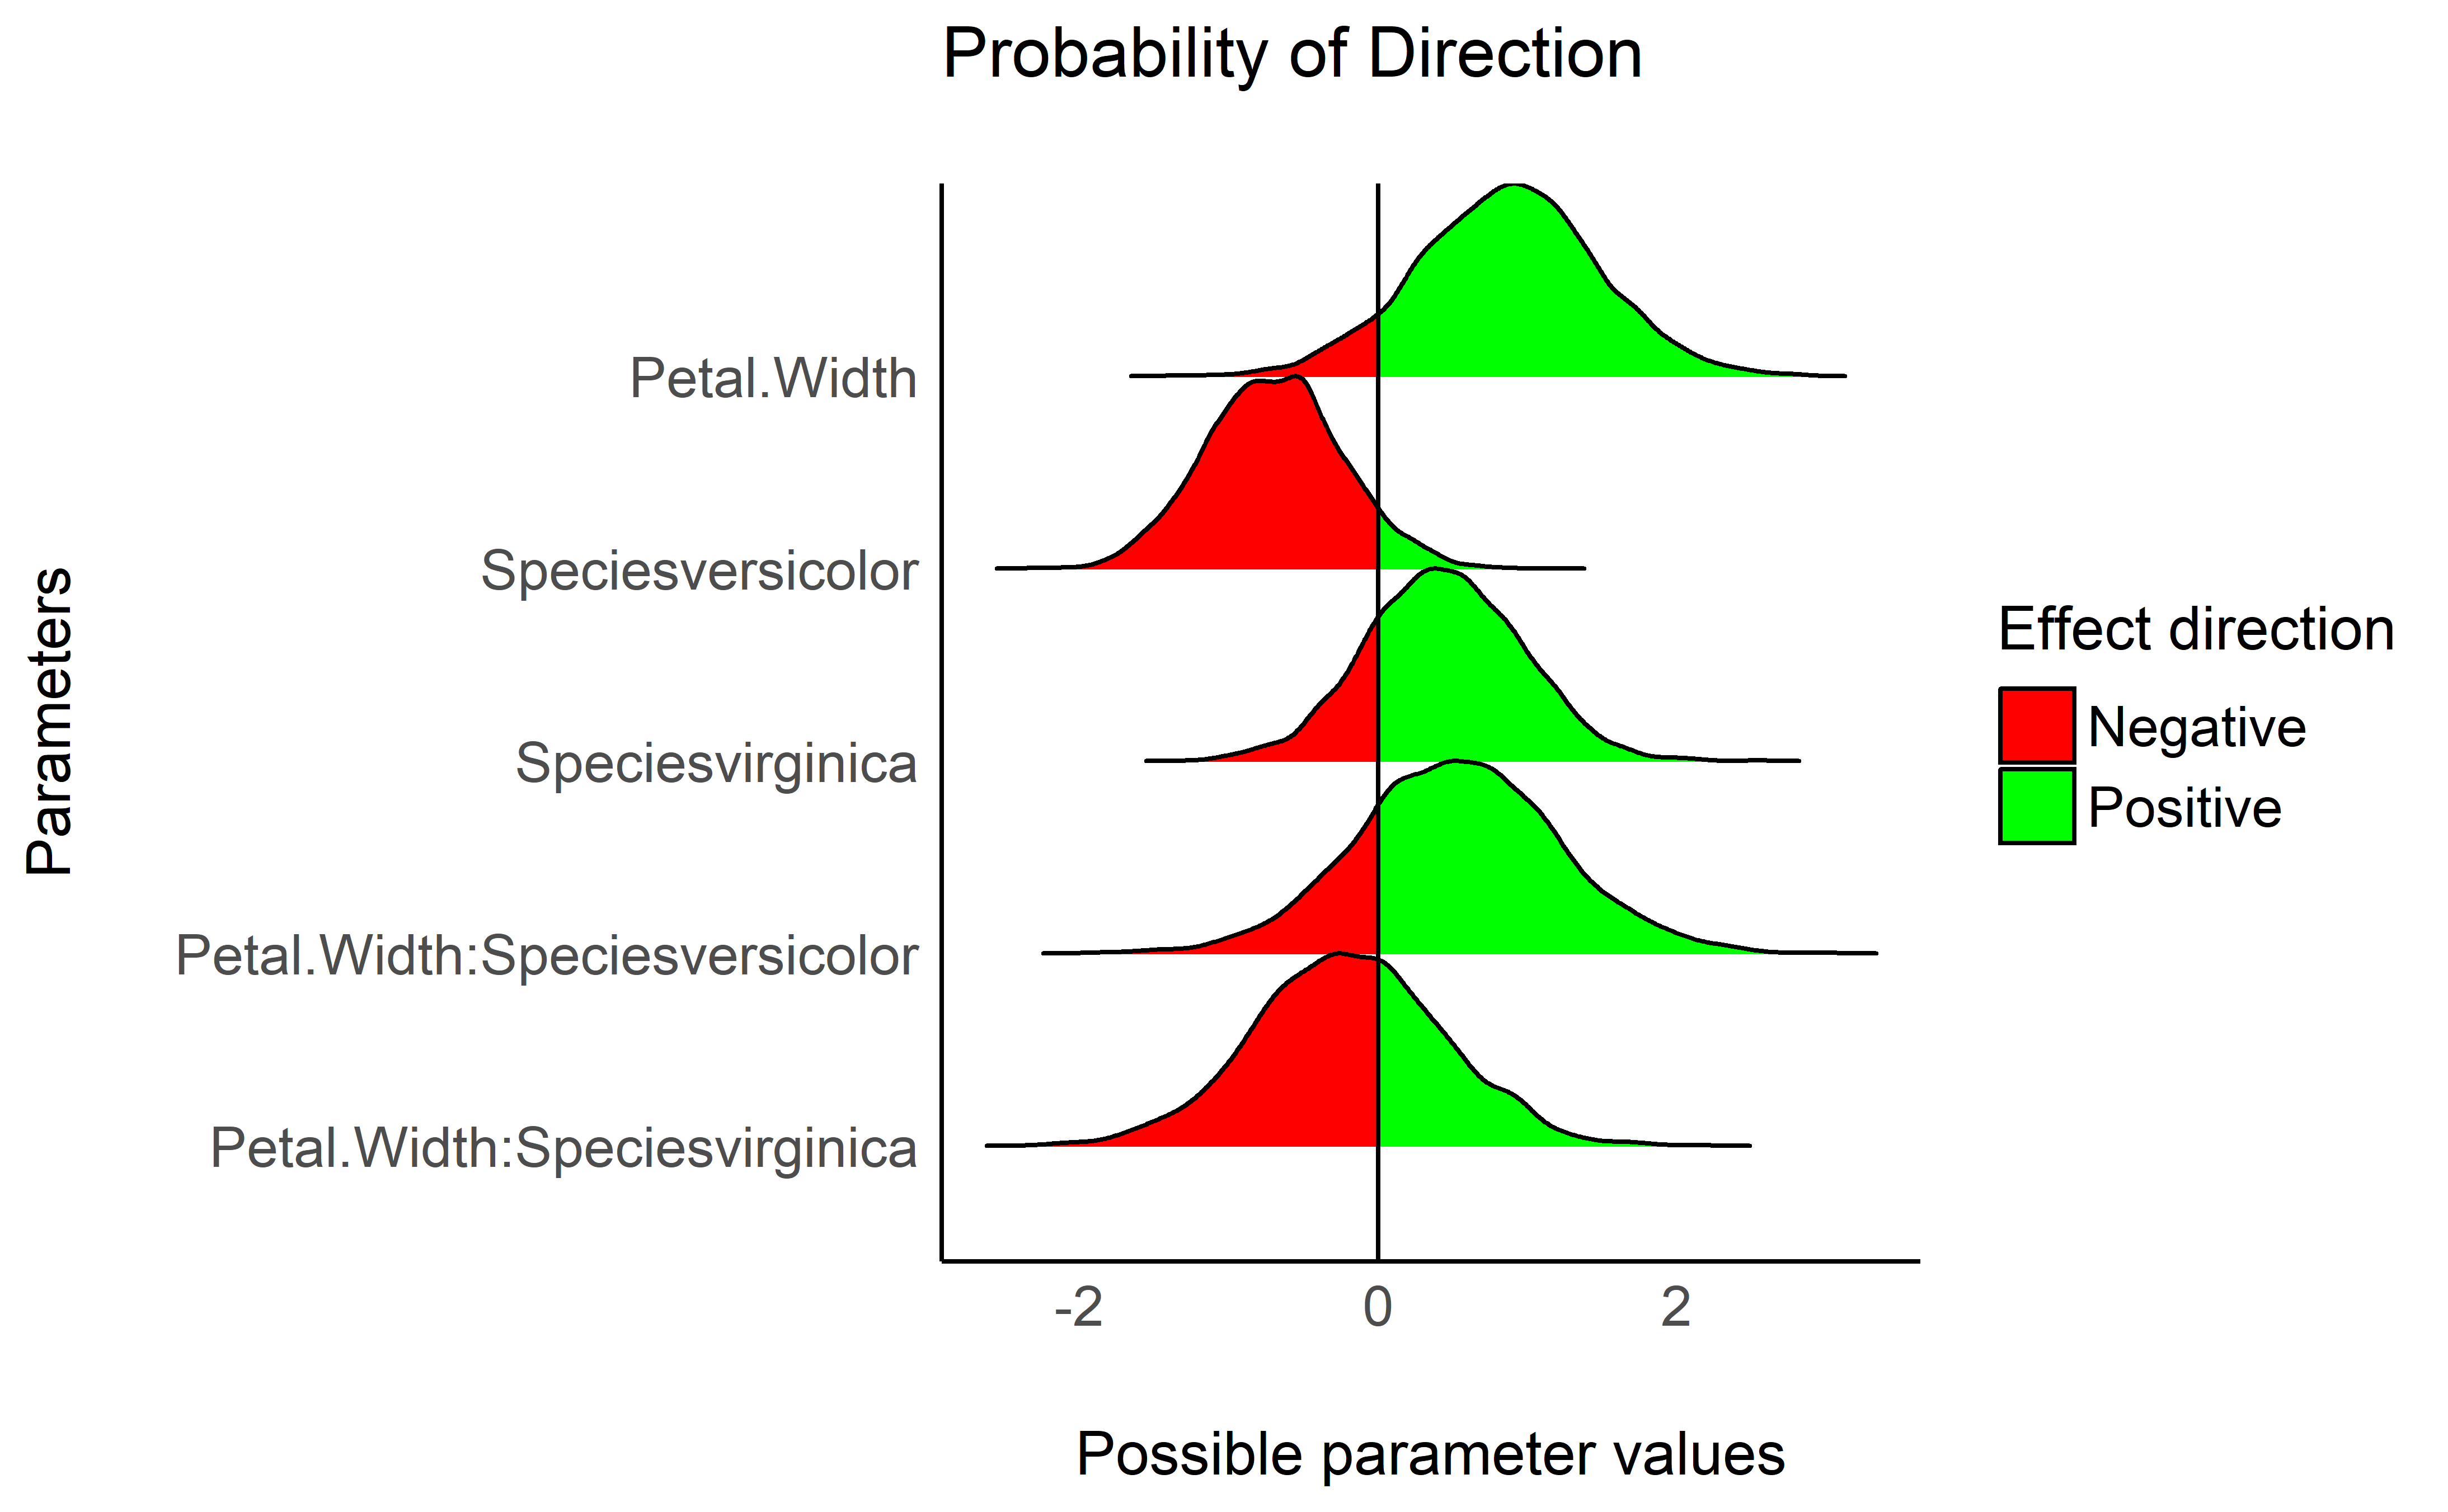 Probability of Direction
Parameters
Petal.Width
Speciesversicolor
Speciesvirginica
Petal.Width:Speciesversicolor
Petal.Width:Speciesvirginica
-2
0
2
Possible parameter values
Effect direction
Negative
Positive